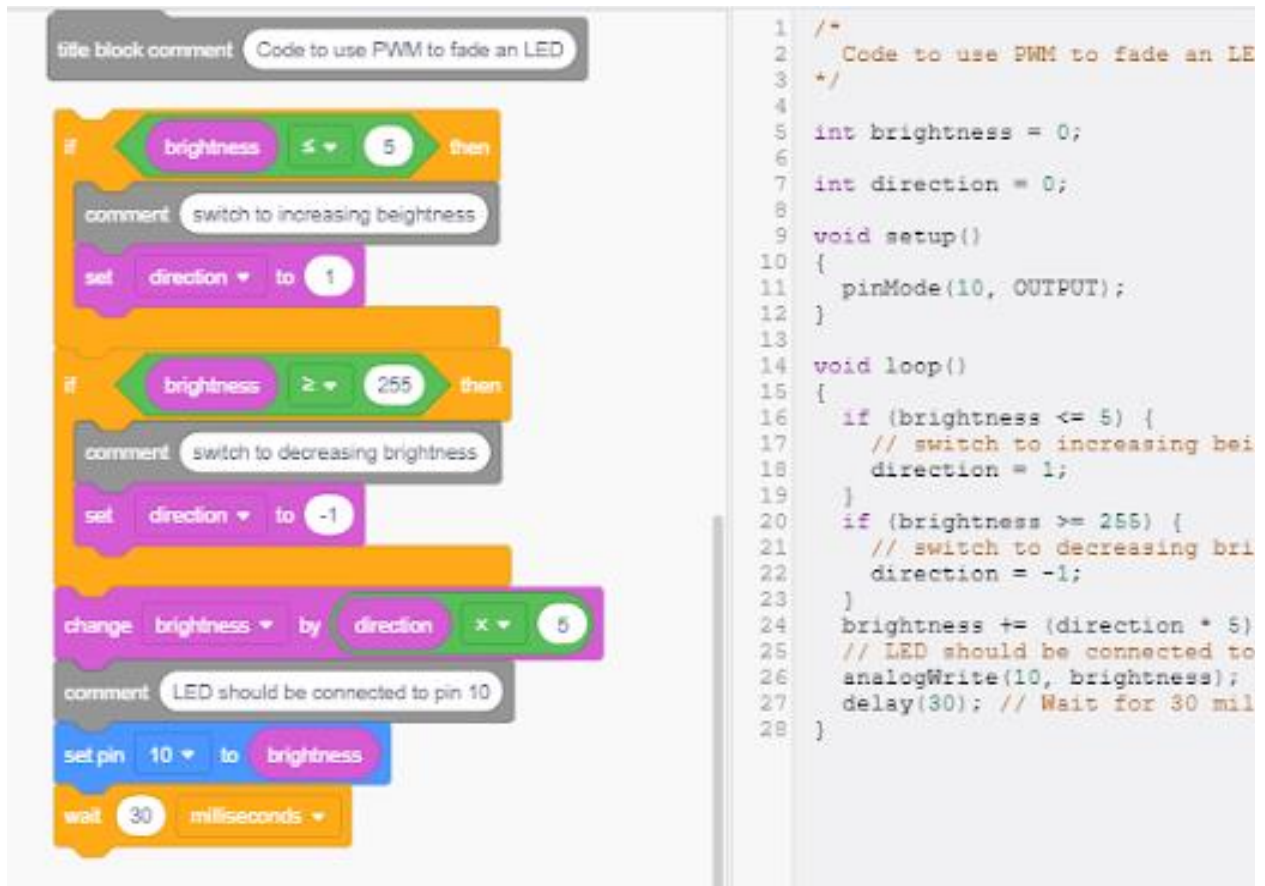 title block comment Code to use PWM to fade an LED
if brightness ≤ 5 then
comment switch to increasing beightness
set direction to 1
if brightness ≥ 255 then
comment switch to decreasing brightness
set direction to -1
change brightness by direction x 5
comment LED should be connected to pin 10
set pin 10 to brightness
wait 30 milliseconds
1 /*
2 Code to use PWM to fade an LE
3 */
4
5 int brightness = 0;
6
7 int direction = 0;
8
9 void setup()
10 {
11 pinMode(10, OUTPUT);
12 }
13
14 void loop()
15 {
16 if (brightness <= 5) {
17 // switch to increasing bei
18 direction = 1;
19 }
20 if (brightness >= 255) {
21 // switch to decreasing bri
22 direction = -1;
23 }
24 brightness += (direction * 5)
25 // LED should be connected to
26 analogWrite(10, brightness);
27 delay(30); // Wait for 30 mil
28 }